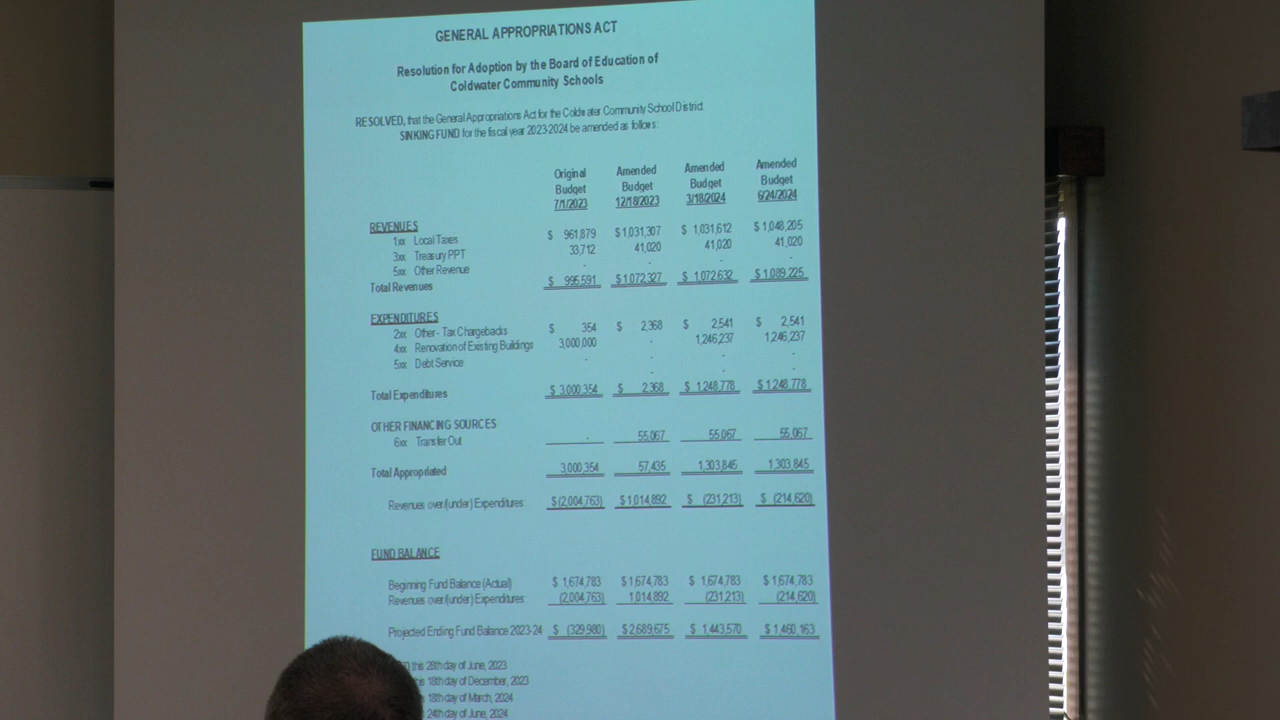 GENERAL APPROPRIATIONS ACT
Resolution for Adoption by the Board of Education of
Coldwater Community Schools
RESOLVED, that the General Appropriations Act for the Coldwater Community School District
SINKING FUND for the fiscal year 2023-2024 be amended as follows:
Original Amended Amended Amended
Budget Budget Budget Budget
7/1/2023 12/18/2023 3/18/2024 6/24/2024
REVENUES
1xx Local Taxes $ 961,879 $ 1,031,307 $ 1,031,612 $ 1,048,205
3xx Treasury PPT 33,712 41,020 41,020 41,020
5xx Other Revenue - - - -
Total Revenues $ 995,591 $ 1,072,327 $ 1,072,632 $ 1,089,225
EXPENDITURES
2xx Other - Tax Chargebacks $ 354 $ 2,368 $ 2,541 $ 2,541
4xx Renovation of Existing Buildings 3,000,000 - 1,246,237 1,246,237
5xx Debt Service - - - -
Total Expenditures $ 3,000,354 $ 2,368 $ 1,248,778 $ 1,248,778
OTHER FINANCING SOURCES
6xx Transfer Out - 55,067 55,067 55,067
Total Appropriated 3,000,354 57,435 1,303,845 1,303,845
Revenues over/(under) Expenditures: $ (2,004,763) $ 1,014,892 $ (231,213) $ (214,620)
FUND BALANCE
Beginning Fund Balance (Actual) $ 1,674,783 $ 1,674,783 $ 1,674,783 $ 1,674,783
Revenues over/(under) Expenditures: (2,004,763) 1,014,892 (231,213) (214,620)
Projected Ending Fund Balance 2023-24 $ (329,980) $ 2,689,675 $ 1,443,570 $ 1,460,163
this 28th day of June, 2023
18th day of December, 2023
18th day of March, 2024
24th day of June, 2024